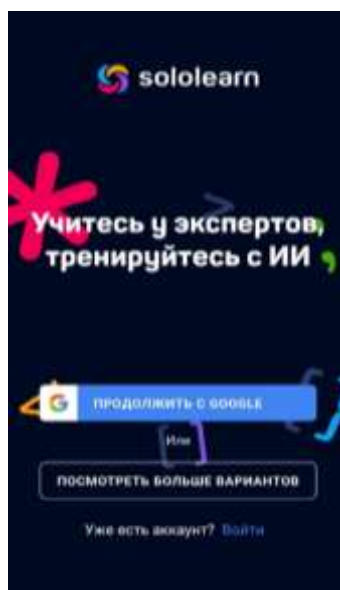 sololearn
Учитесь у экспертов,
тренируйтесь с ИИ
ПРОДОЛЖИТЬ С GOOGLE
Или
ПОСМОТРЕТЬ БОЛЬШЕ ВАРИАНТОВ
Уже есть аккаунт? Войти